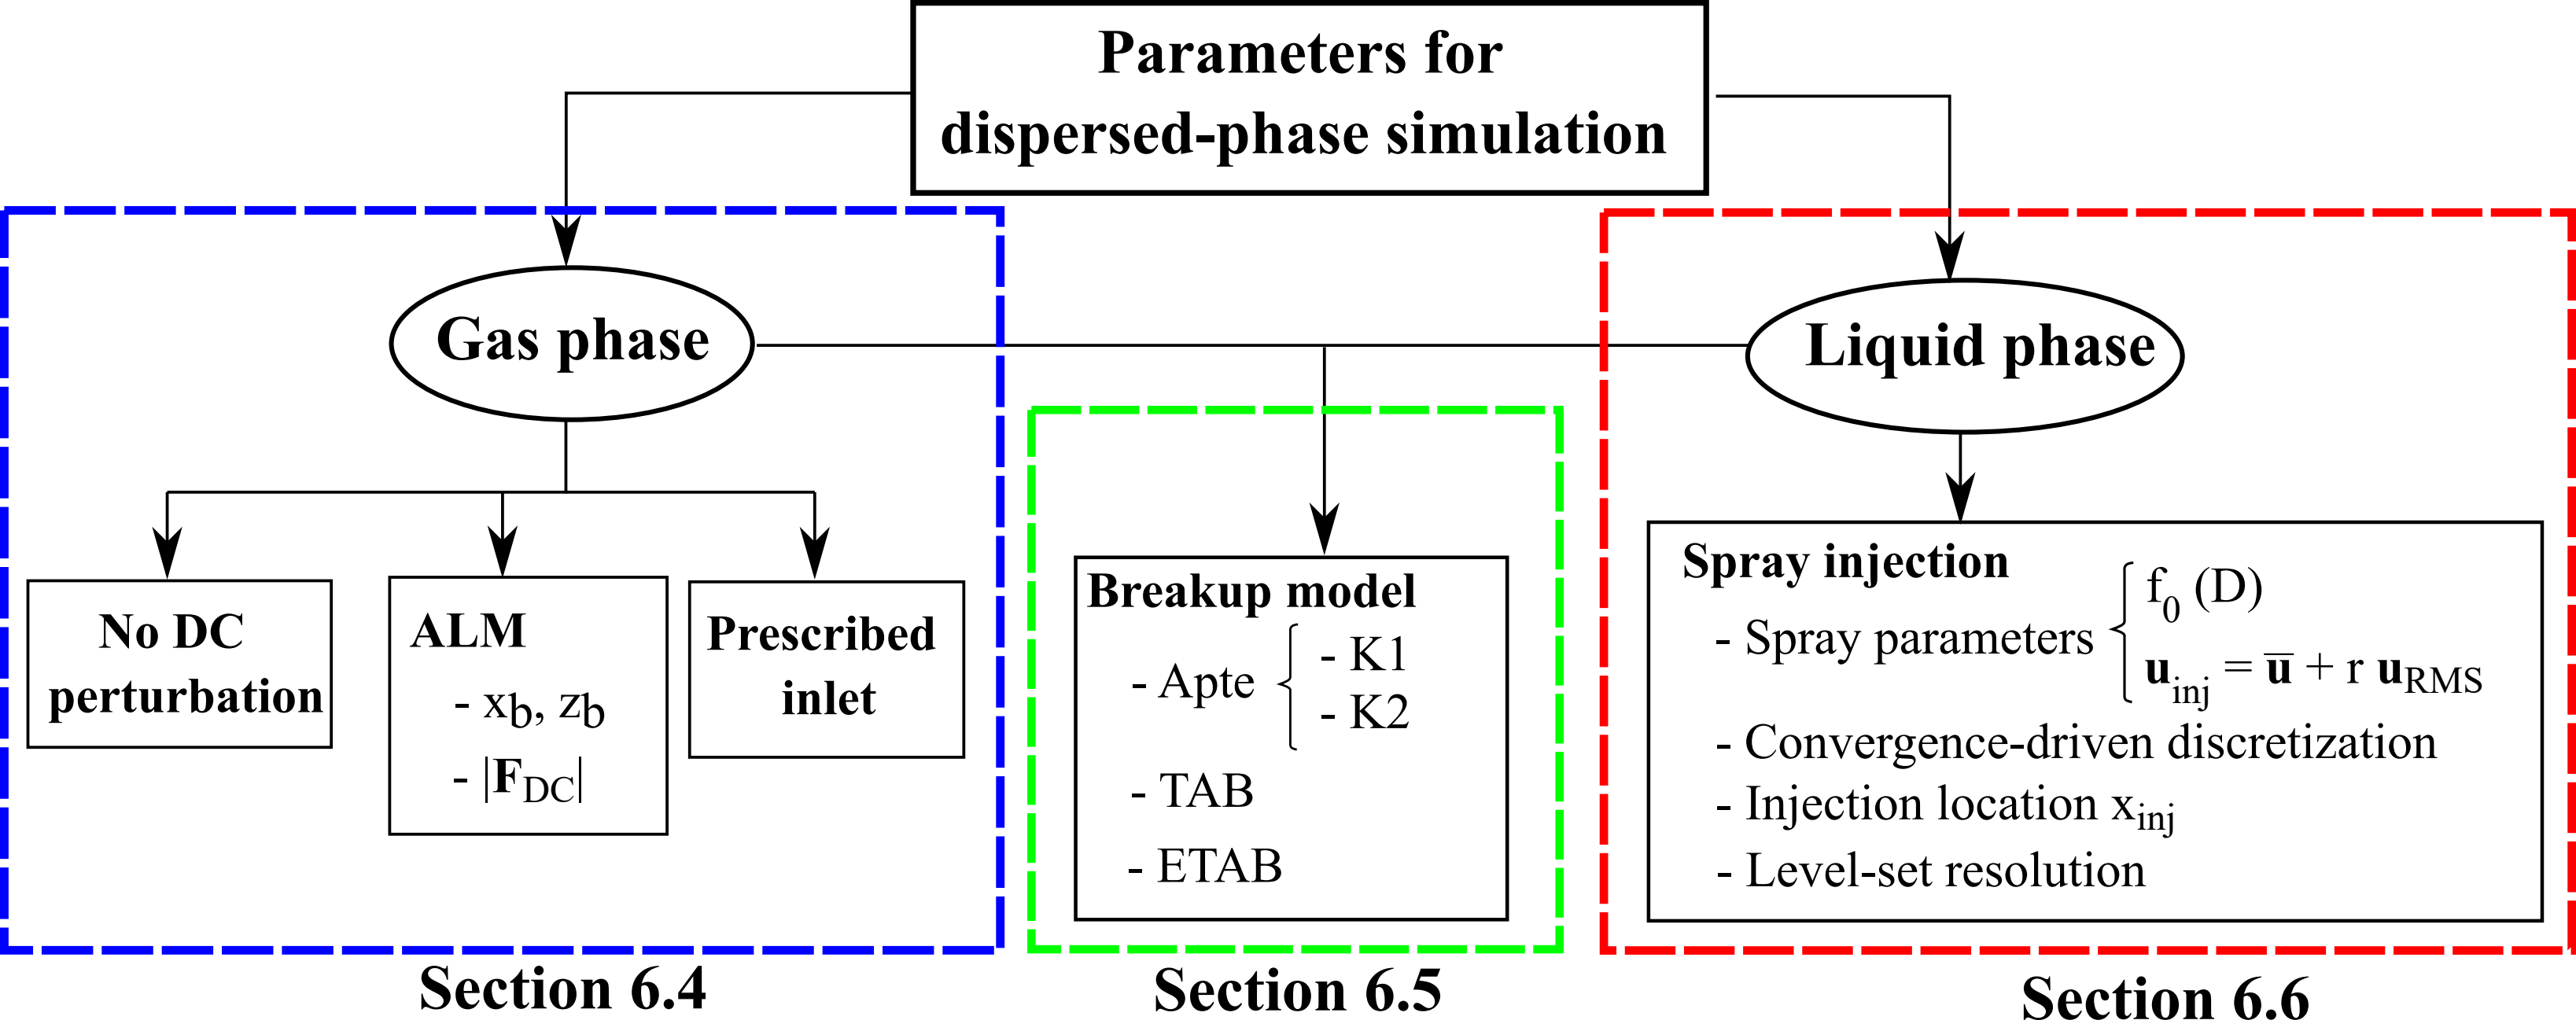 Parameters for
dispersed-phase simulation
Gas phase
Liquid phase
No DC
perturbation
ALM
- xb, zb
- |FDC|
Prescribed
inlet
Breakup model
- Apte
- K1
- K2
- TAB
- ETAB
Spray injection
- Spray parameters
f0 (D)
uinj = u̅ + r uRMS
- Convergence-driven discretization
- Injection location xinj
- Level-set resolution
Section 6.4
Section 6.5
Section 6.6